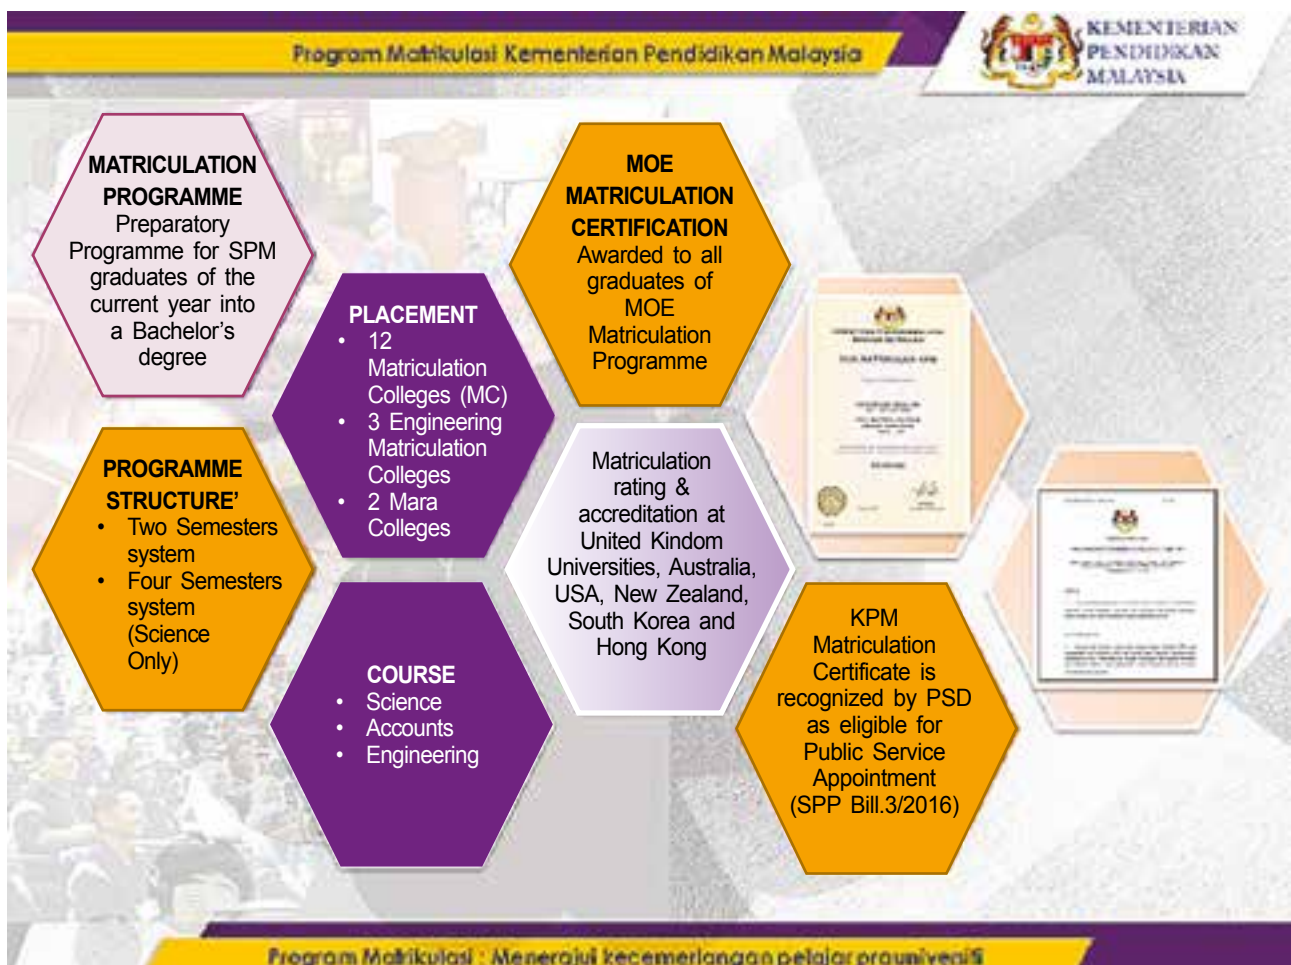 Program Matrikulasi Kementerian Pendidikan Malaysia
KEMENTERIAN
PENDIDIKAN
MALAYSIA
MATRICULATION
PROGRAMME
Preparatory
Programme for SPM
graduates of the
current year into
a Bachelor's
degree
PROGRAMME
STRUCTURE’
• Two Semesters
system
• Four Semesters
system
(Science
Only)
PLACEMENT
• 12
Matriculation
Colleges (MC)
• 3 Engineering
Matriculation
Colleges
• 2 Mara
Colleges
COURSE
• Science
• Accounts
• Engineering
MOE
MATRICULATION
CERTIFICATION
Awarded to all
graduates of
MOE
Matriculation
Programme
Matriculation
rating &
accreditation at
United Kindom
Universities, Australia,
USA, New Zealand,
South Korea and
Hong Kong
KPM
Matriculation
Certificate is
recognized by PSD
as eligible for
Public Service
Appointment
(SPP Bill.3/2016)
Program Matrikulasi : Menerajui kecemerlangan pelajar prauniversiti